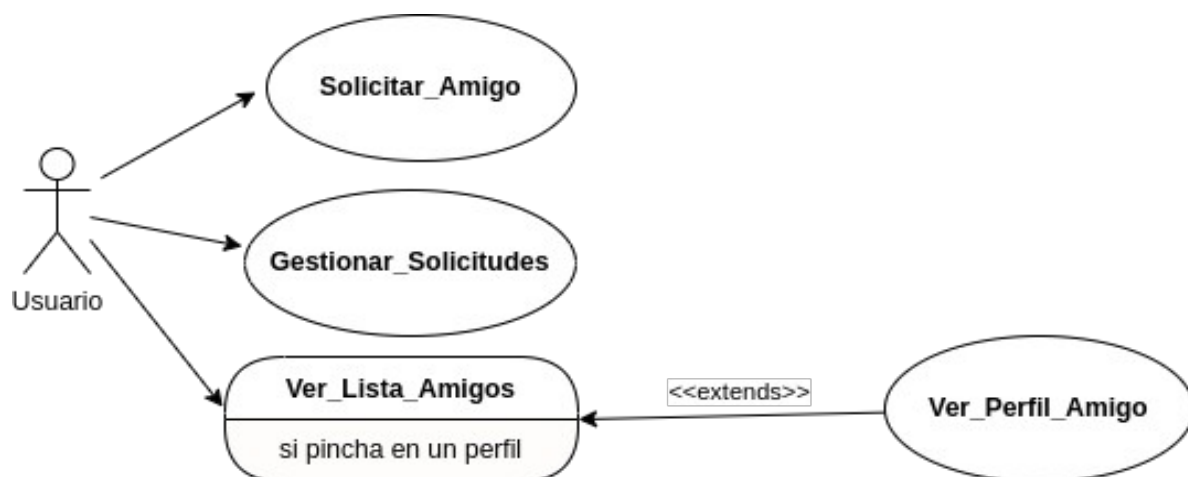 Solicitar_Amigo
Gestionar_Solicitudes
Usuario
Ver_Lista_Amigos
si pincha en un perfil
<<extends>>
Ver_Perfil_Amigo